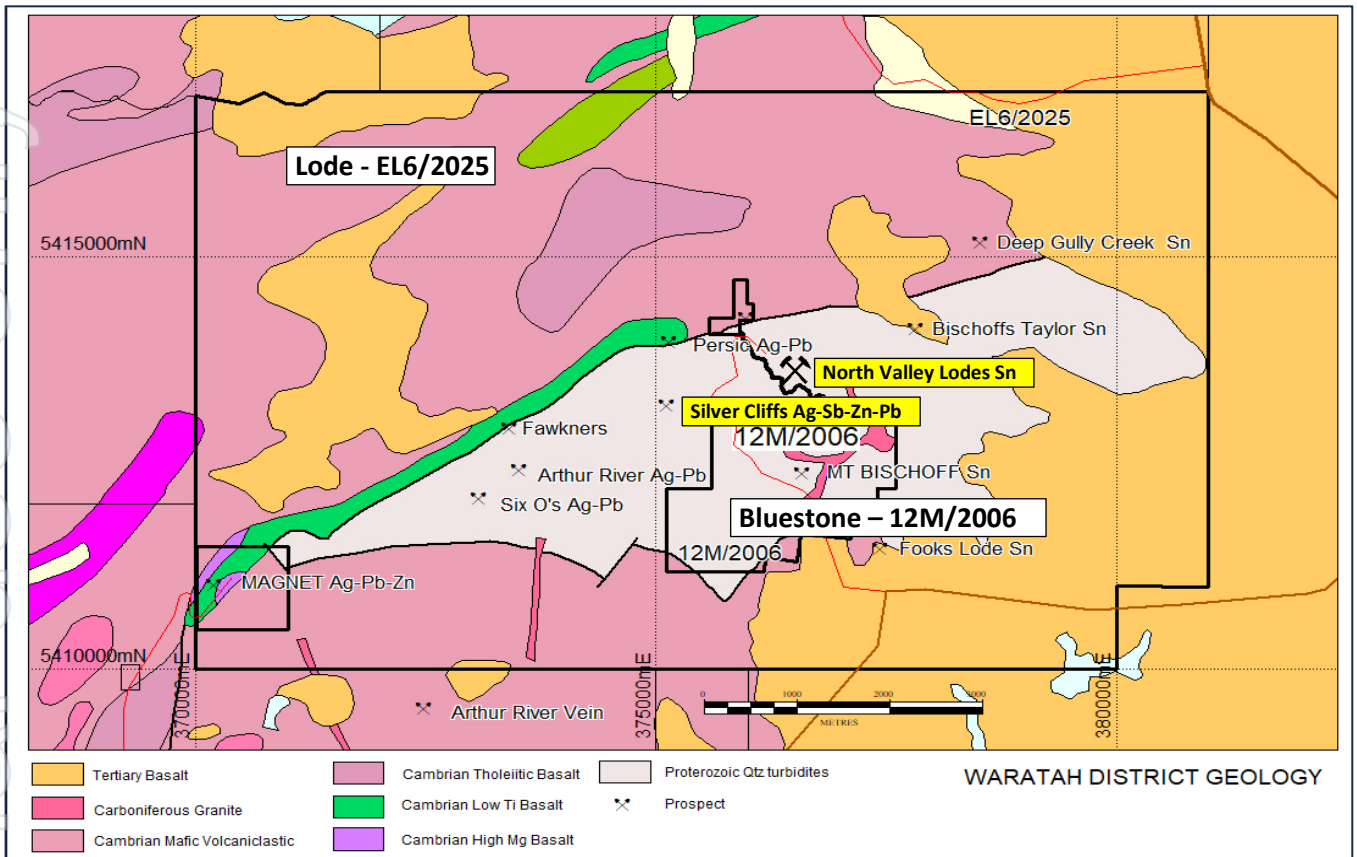 EL6/2025
Lode - EL6/2025
5415000mN
Deep Gully Creek Sn
Bischoffs Taylor Sn
Persic Ag-Pb
North Valley Lodes Sn
Silver Cliffs Ag-Sb-Zn-Pb
12M/2006
Fawkners
Arthur River Ag-Pb
MT BISCHOFF Sn
Six O's Ag-Pb
Bluestone – 12M/2006
12M/2006
Fooks Lode Sn
MAGNET Ag-Pb-Zn
5410000mN
370000mE
375000mE
380000mE
0 1000 2000 3000
METRES
Arthur River Vein
Tertiary Basalt
Cambrian Tholeiitic Basalt
Proterozoic Qtz turbidites
WARATAH DISTRICT GEOLOGY
Carboniferous Granite
Cambrian Low Ti Basalt
Prospect
Cambrian Mafic Volcaniclastic
Cambrian High Mg Basalt